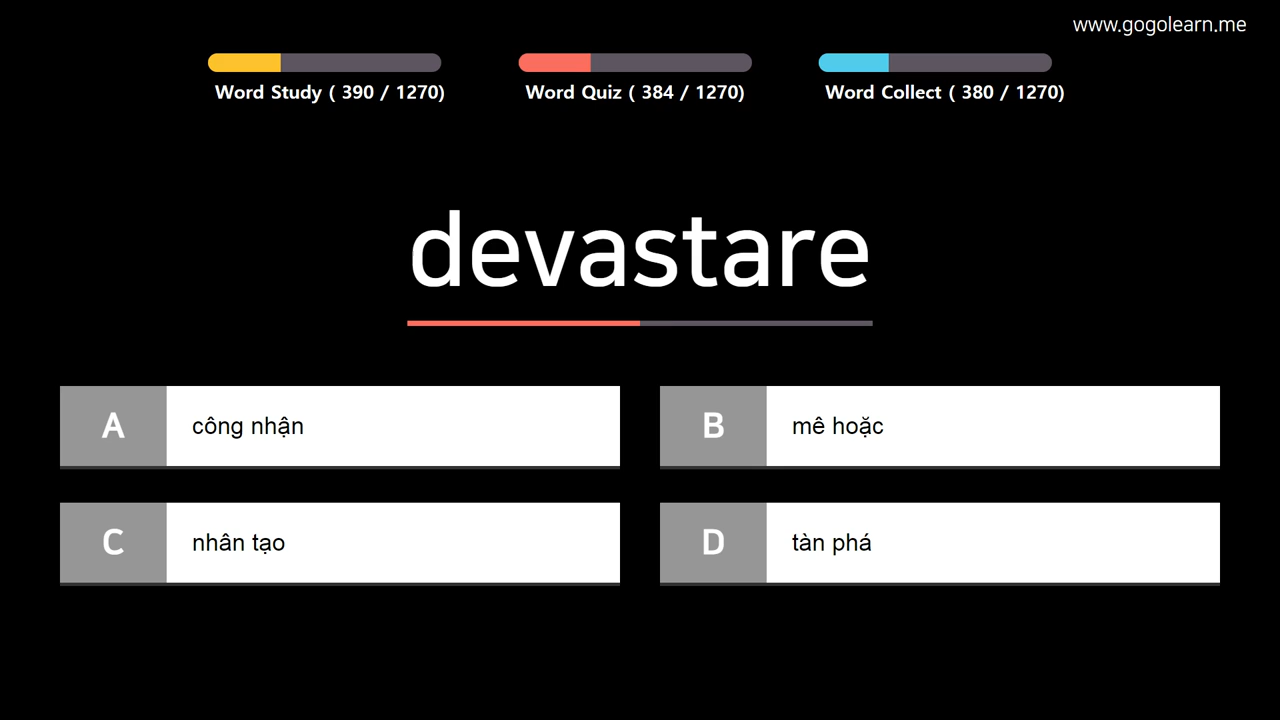 www.gogolearn.me
Word Study ( 390 / 1270)
Word Quiz ( 384 / 1270)
Word Collect ( 380 / 1270)
devastare
A công nhận
B mê hoặc
C nhân tạo
D tàn phá